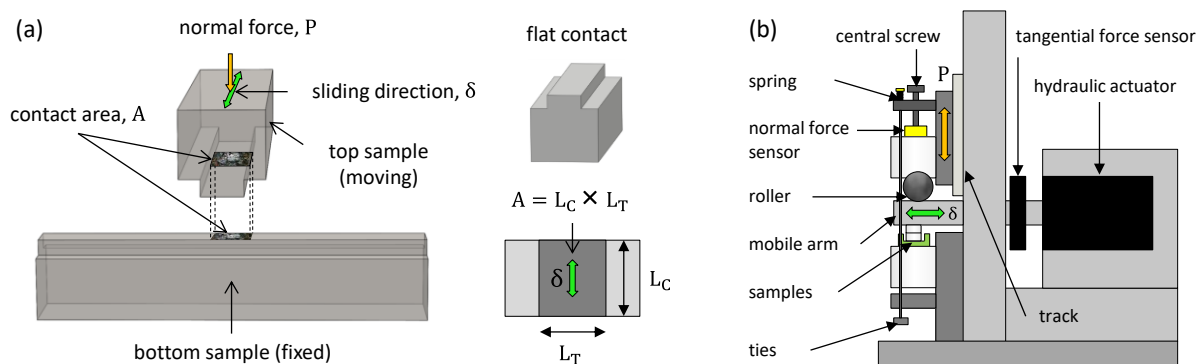 (a)
normal force, P
sliding direction, δ
contact area, A
top sample
(moving)
bottom sample (fixed)
flat contact
A = L_C × L_T
δ
L_C
L_T
(b)
central screw
tangential force sensor
spring
P
hydraulic actuator
normal force
sensor
roller
δ
mobile arm
samples
track
ties